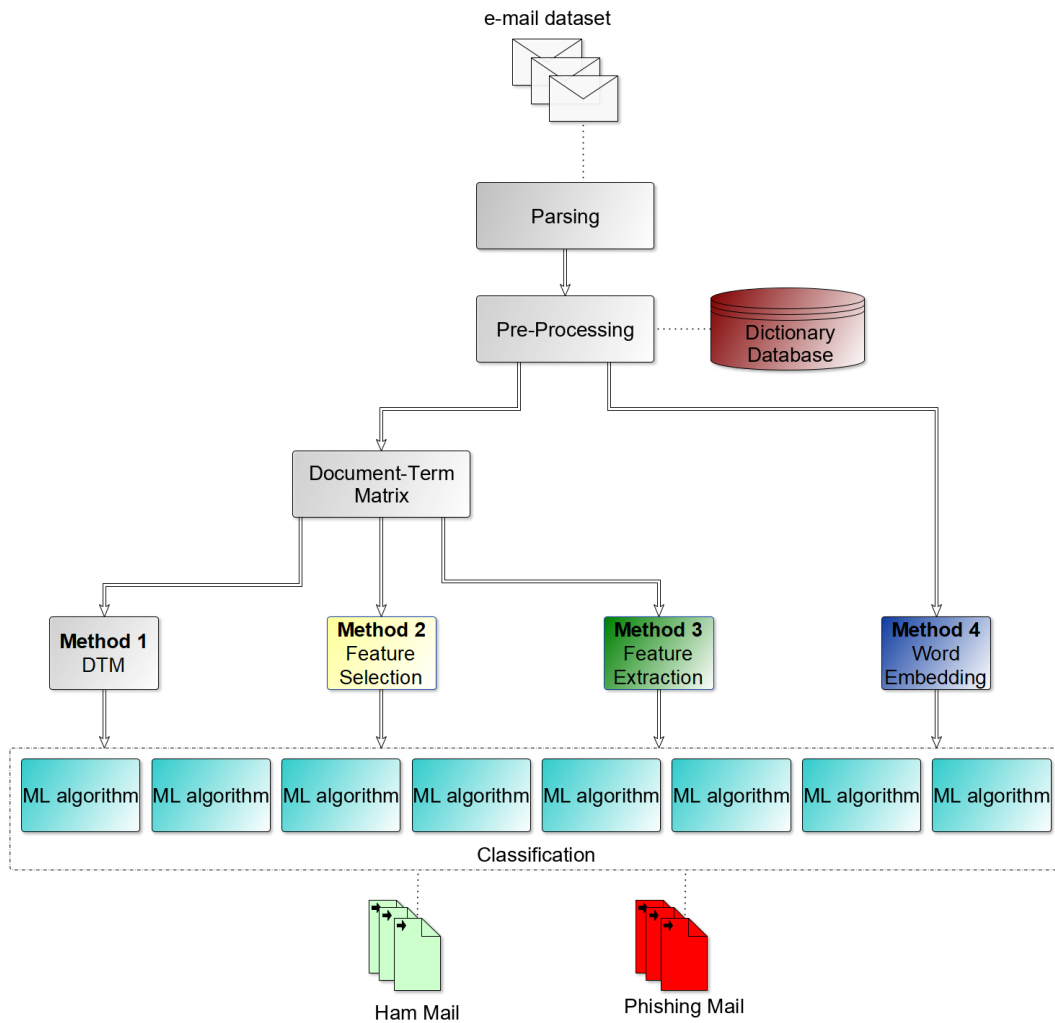 e-mail dataset
Parsing
Pre-Processing
Dictionary
Database
Document-Term
Matrix
Method 1
DTM
Method 2
Feature
Selection
Method 3
Feature
Extraction
Method 4
Word
Embedding
ML algorithm
ML algorithm
ML algorithm
ML algorithm
ML algorithm
ML algorithm
ML algorithm
ML algorithm
Classification
Ham Mail
Phishing Mail